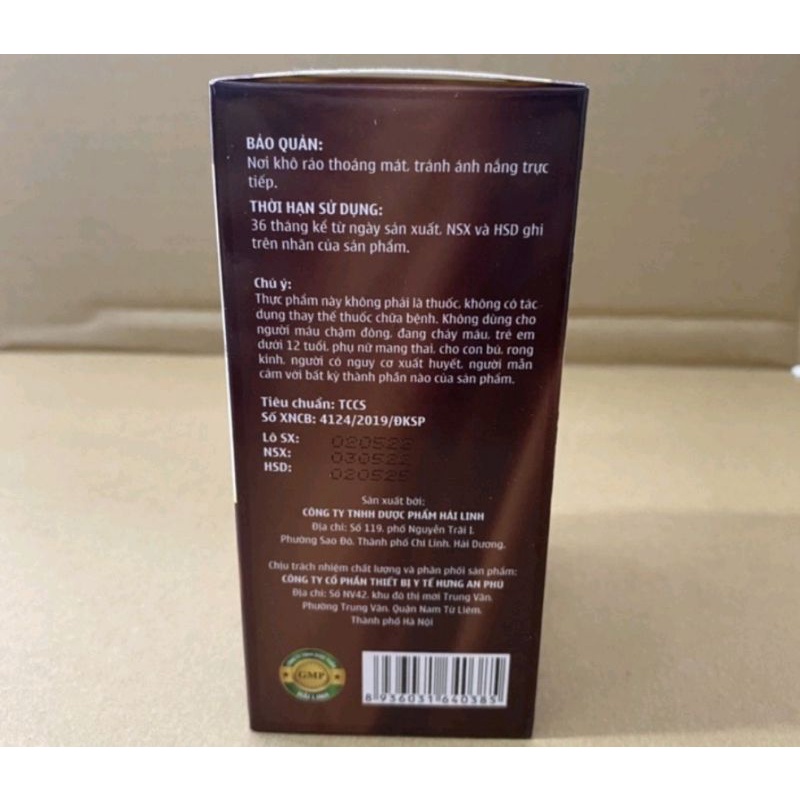 BẢO QUẢN:
Nơi khô ráo thoáng mát, tránh ánh nắng trực
tiếp.
THỜI HẠN SỬ DỤNG:
36 tháng kể từ ngày sản xuất. NSX và HSD ghi
trên nhãn của sản phẩm.
Chú ý:
Thực phẩm này không phải là thuốc, không có tác
dụng thay thế thuốc chữa bệnh. Không dùng cho
người máu chậm đông, đang chảy máu, trẻ em
dưới 12 tuổi, phụ nữ mang thai, cho con bú, rong
kinh, người có nguy cơ xuất huyết, người mẫn
cảm với bất kỳ thành phần nào của sản phẩm.
Tiêu chuẩn: TCCS
Số XNCB: 4124/2019/ĐKSP
Lô SX: 020522
NSX: 030522
HSD: 020525
Sản xuất bởi:
CÔNG TY TNHH DƯỢC PHẨM HẢI LINH
Địa chỉ: Số 119, phố Nguyễn Trãi 1,
Phường Sao Đỏ, Thành phố Chí Linh, Hải Dương.
Chịu trách nhiệm chất lượng và phân phối sản phẩm:
CÔNG TY CỔ PHẦN THIẾT BỊ Y TẾ HƯNG AN PHÚ
Địa chỉ: Số NV42, khu đô thị mới Trung Văn,
Phường Trung Văn, Quận Nam Từ Liêm,
Thành phố Hà Nội
GMP
HẢI LINH
8 936031 640385